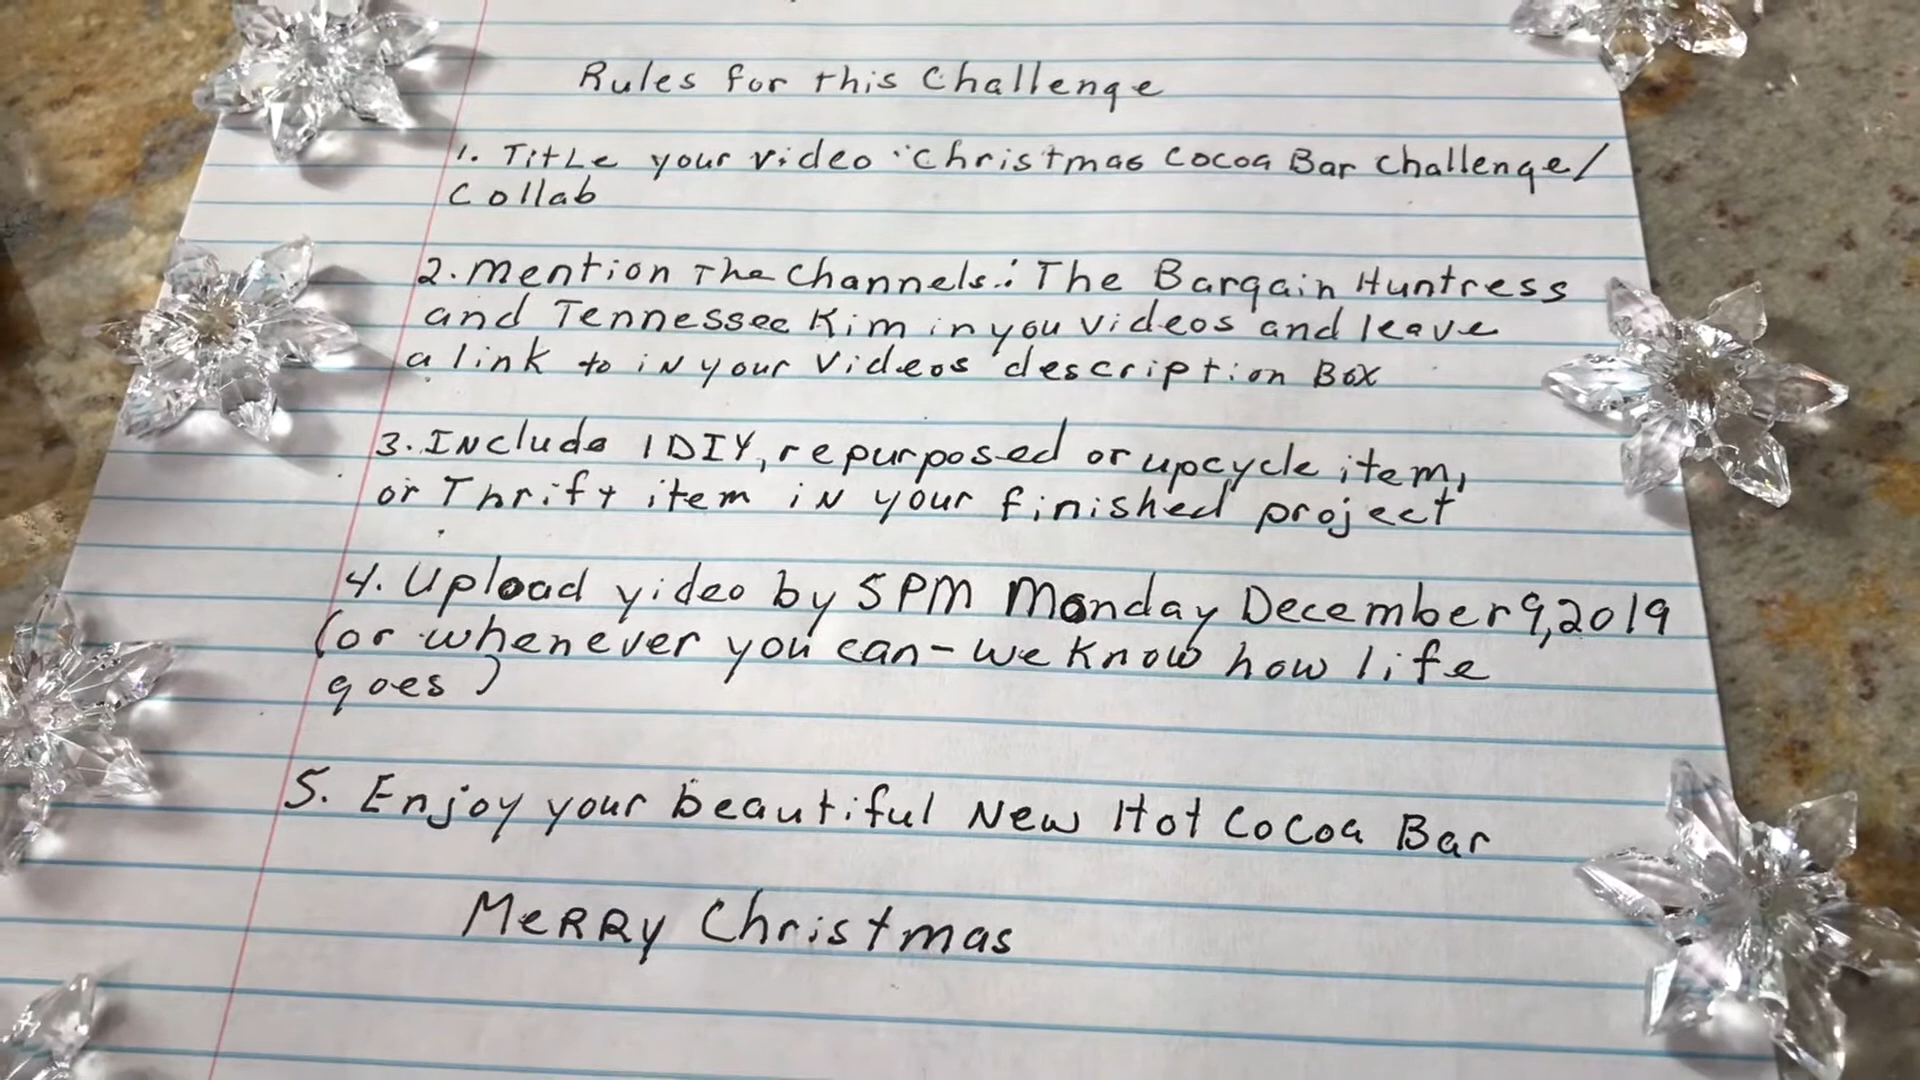 Rules for this Challenge
1. Title your video "Christmas Cocoa Bar Challenge/
Collab
2. Mention The Channels: The Bargain Huntress
and Tennessee Kim in you videos and leave
a link to in your videos description Box
3. Include 1 DIY, repurposed or upcycle item,
or Thrift item in your finished project
4. Upload video by 5PM Monday December 9, 2019
(or whenever you can - we know how life
goes)
5. Enjoy your beautiful New Hot Cocoa Bar
MeRRy Christmas